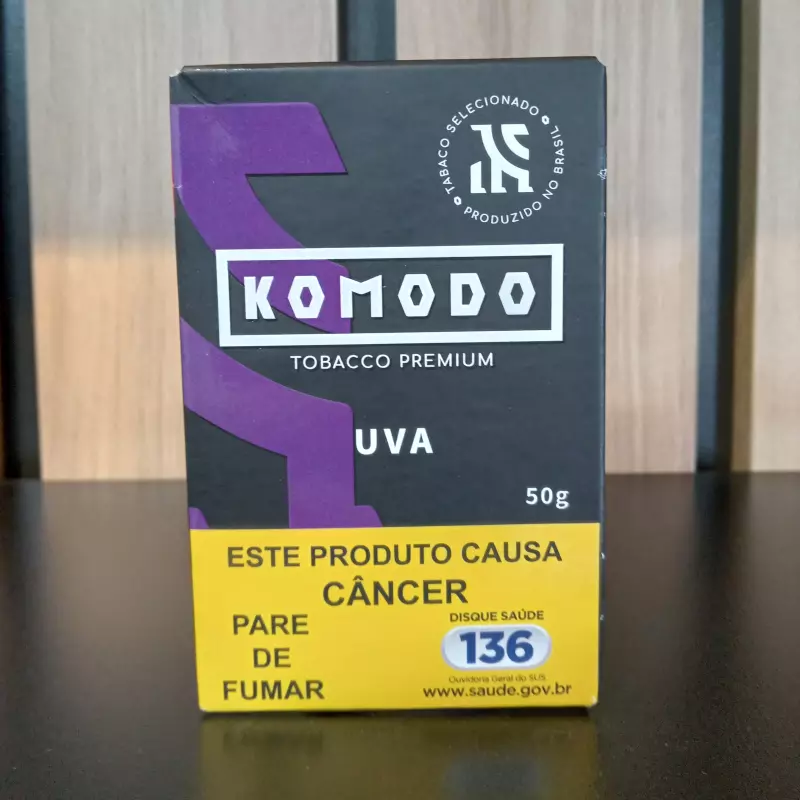 TABACO SELECIONADO
PRODUZIDO NO BRASIL
KOMODO
TOBACCO PREMIUM
UVA
50g
ESTE PRODUTO CAUSA
CÂNCER
PARE
DE
FUMAR
DISQUE SAÚDE
136
Ouvidoria Geral do SUS
www.saude.gov.br